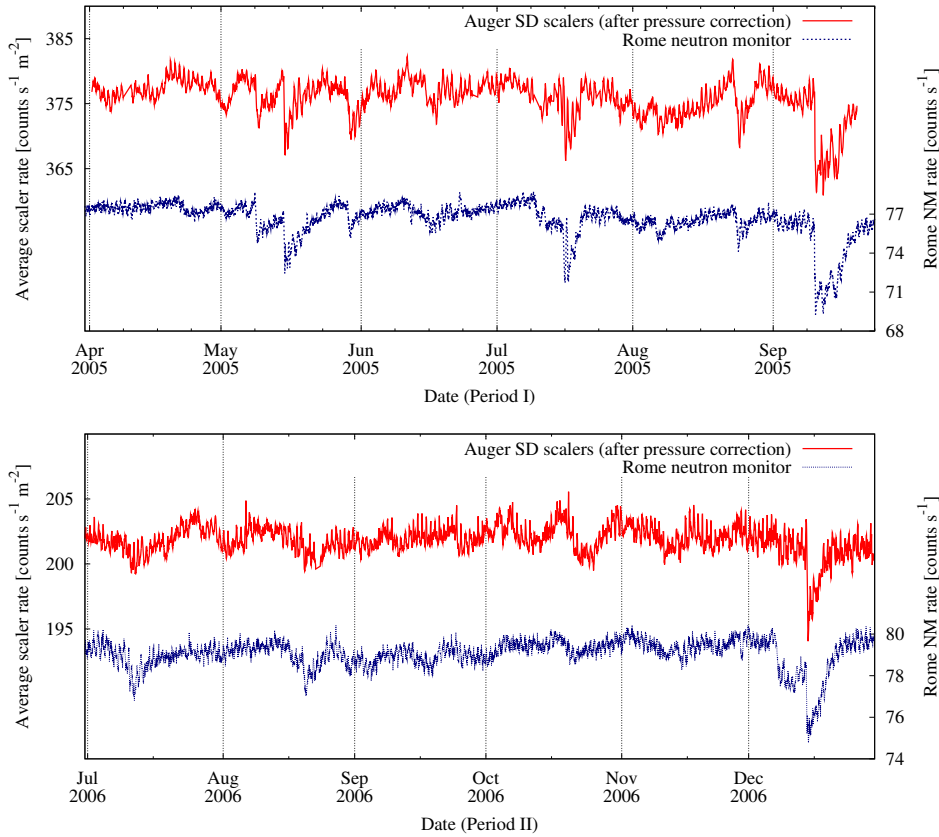 Auger SD scalers (after pressure correction)
Rome neutron monitor
Average scaler rate [counts s⁻¹ m⁻²]
385
375
365
Rome NM rate [counts s⁻¹]
77
74
71
68
Apr 2005
May 2005
Jun 2005
Jul 2005
Aug 2005
Sep 2005
Date (Period I)
Auger SD scalers (after pressure correction)
Rome neutron monitor
Average scaler rate [counts s⁻¹ m⁻²]
205
200
195
Rome NM rate [counts s⁻¹]
80
78
76
74
Jul 2006
Aug 2006
Sep 2006
Oct 2006
Nov 2006
Dec 2006
Date (Period II)